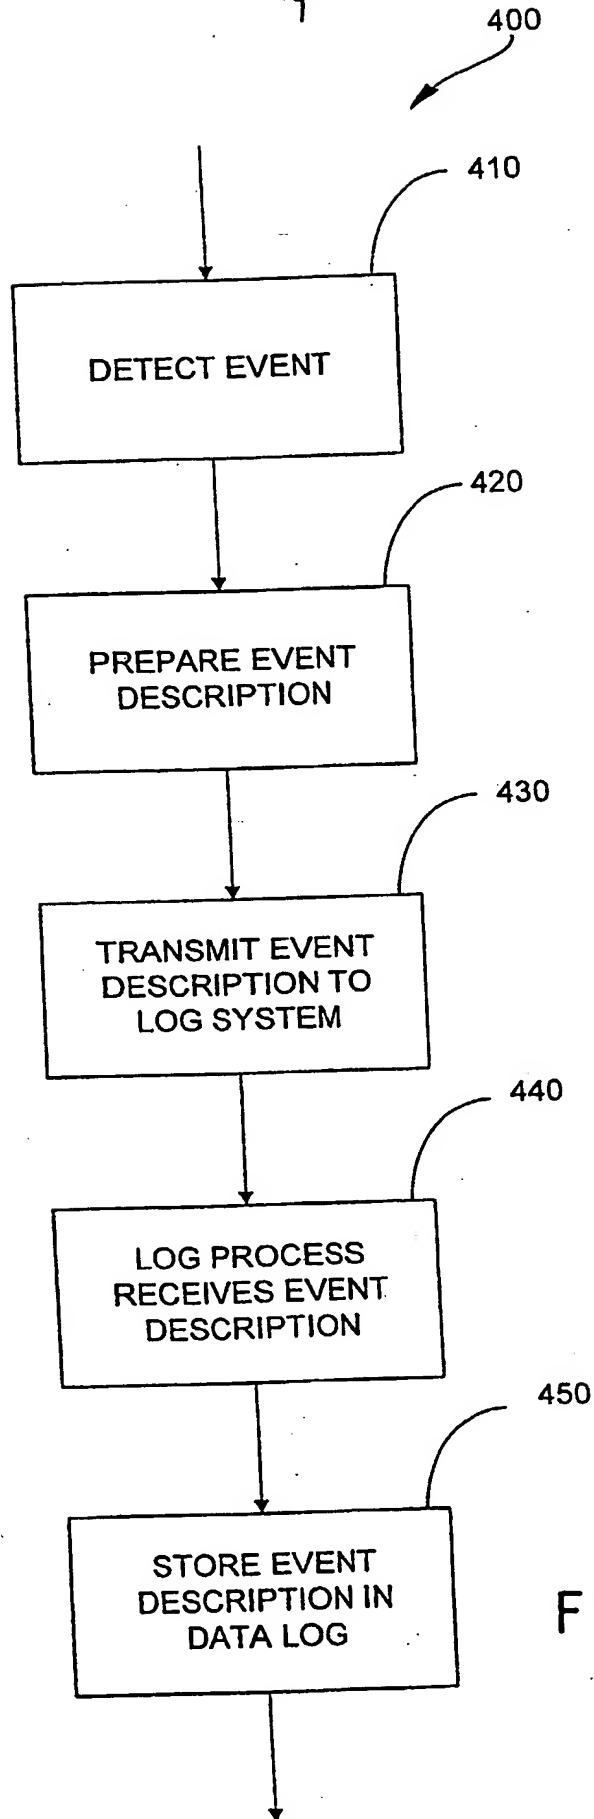 400
410
DETECT EVENT
420
PREPARE EVENT
DESCRIPTION
430
TRANSMIT EVENT
DESCRIPTION TO
LOG SYSTEM
440
LOG PROCESS
RECEIVES EVENT
DESCRIPTION
450
STORE EVENT
DESCRIPTION IN
DATA LOG
F